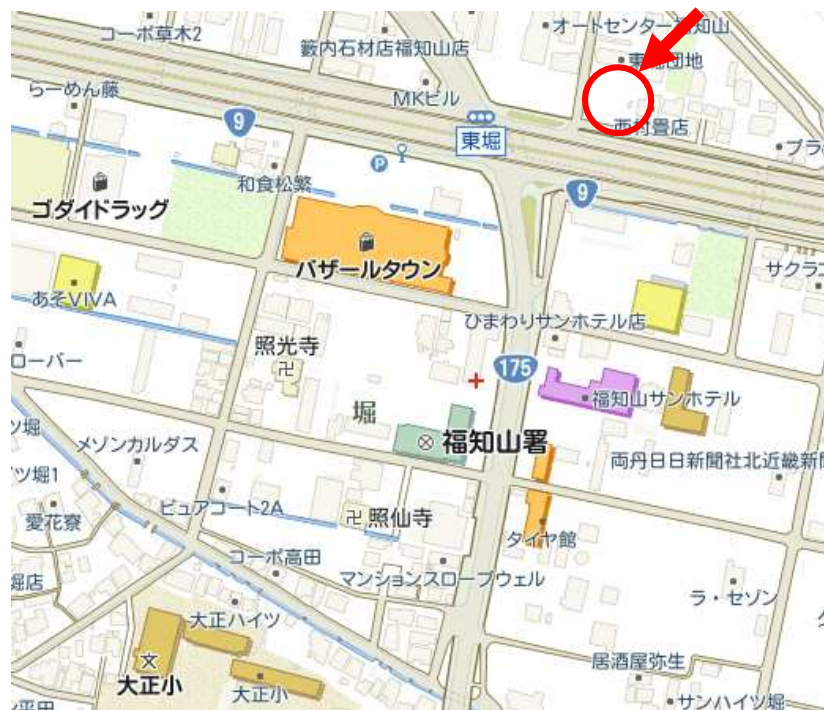 コーポ草木2
オートセンター福知山
籔内石材店福知山店
東堀団地
らーめん藤
MKビル
9
東堀
西村畳店
P
和食松繁
9
ゴダイドラッグ
バザールタウン
サクラコ
あそVIVA
ひまわりサンホテル店
照光寺
卍
ローバー
175
福知山サンホテル
堀
福知山署
ソ堀
メゾンカルダス
両丹日日新聞社北近畿新
ツ堀1
ピュアコート2A
卍 照仙寺
愛花寮
タイヤ館
コーポ高田
マンションスロープウェル
堀店
ラ・セゾン
大正ハイツ
文
居酒屋弥生
大正小
大正小
サンハイツ堀